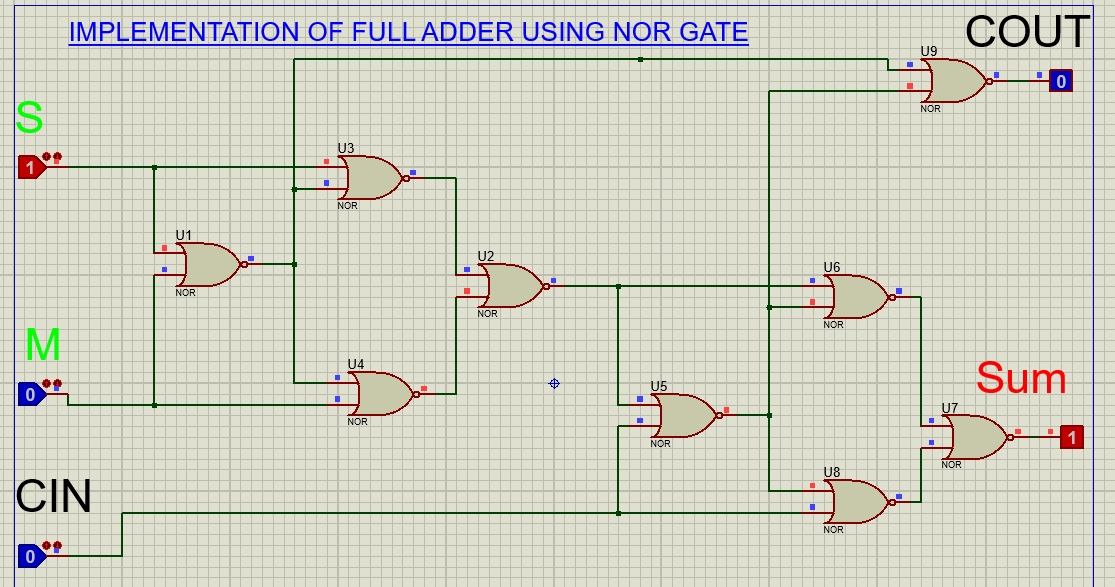 IMPLEMENTATION OF FULL ADDER USING NOR GATE
COUT
U9
NOR
0
S
1
U3
NOR
U1
NOR
U2
NOR
U6
NOR
M
0
U4
NOR
U5
NOR
Sum
U7
NOR
1
CIN
0
U8
NOR